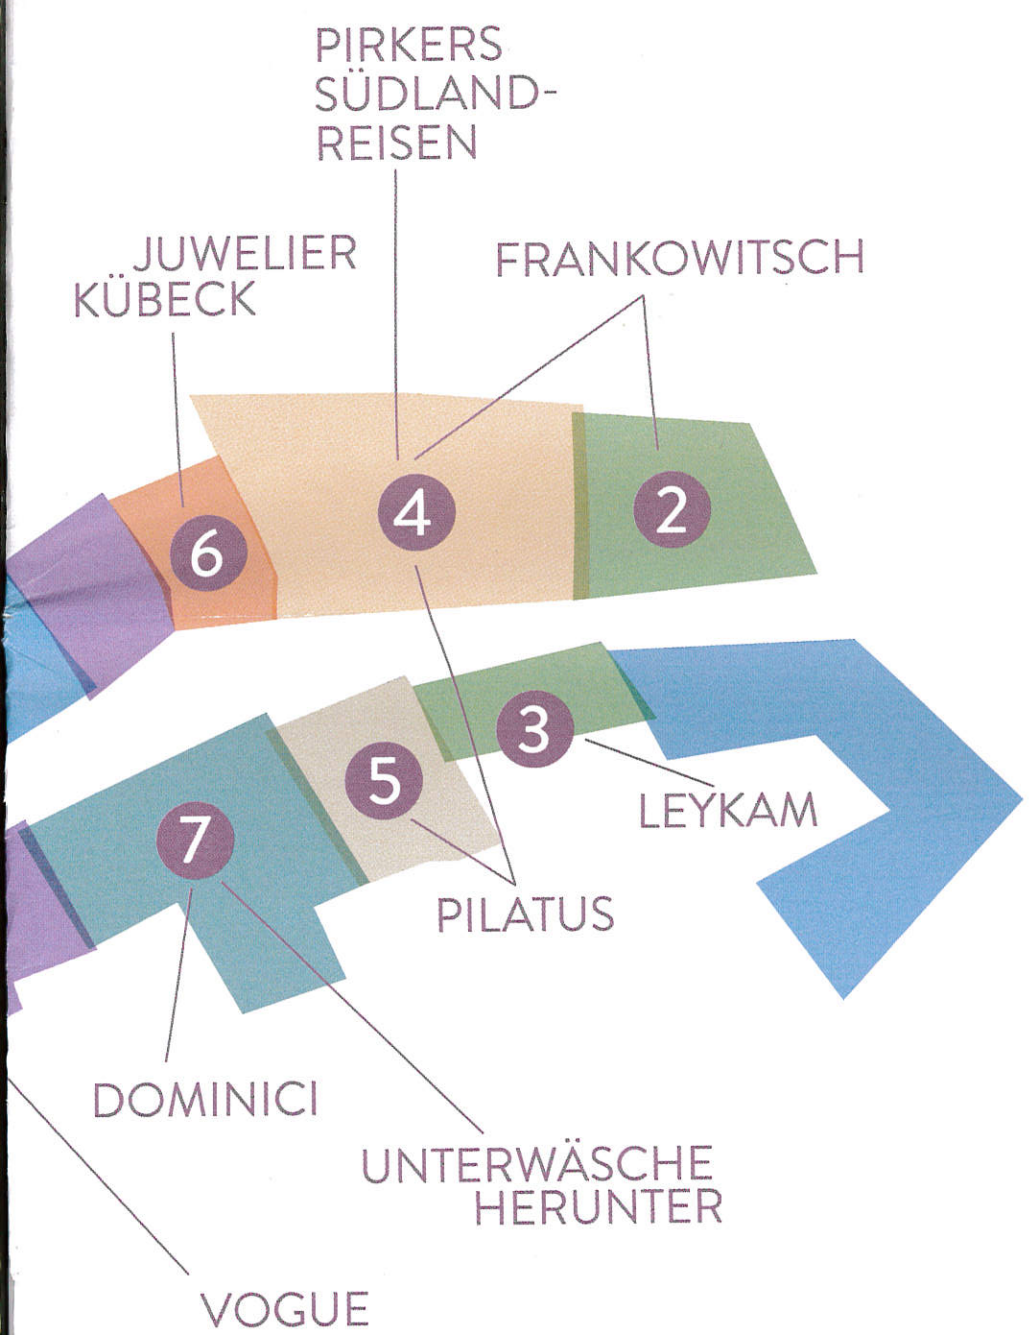 PIRKERS
SÜDLAND-
REISEN
JUWELIER
KÜBECK
FRANKOWITSCH
6
4
2
7
5
3
LEYKAM
PILATUS
DOMINICI
UNTERWÄSCHE
HERUNTER
VOGUE